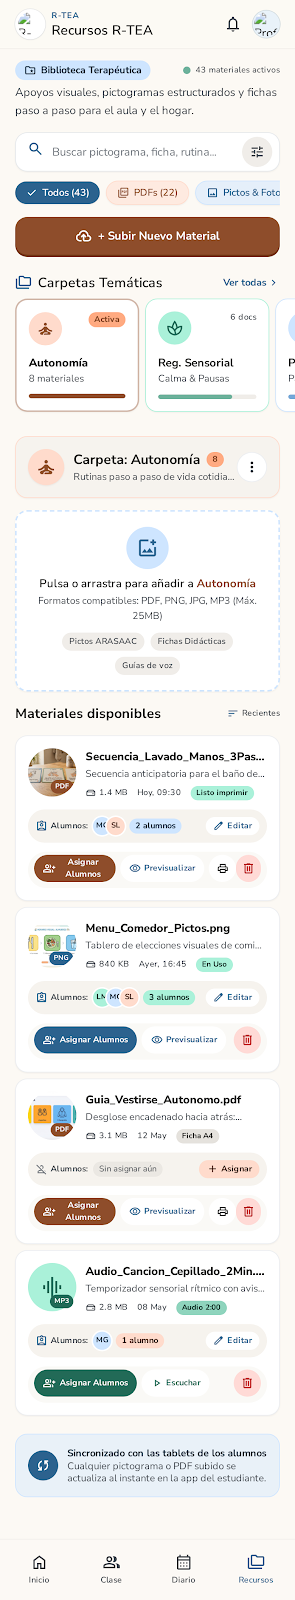 R-TEA
Recursos R-TEA
Biblioteca Terapéutica
43 materiales activos
Apoyos visuales, pictogramas estructurados y fichas
paso a paso para el aula y el hogar.
Buscar pictograma, ficha, rutina...
Todos (43)
PDFs (22)
Pictos & Foto
+ Subir Nuevo Material
Carpetas Temáticas
Ver todas
Activa
Autonomía
8 materiales
6 docs
Reg. Sensorial
Calma & Pausas
Carpeta: Autonomía
8
Rutinas paso a paso de vida cotidia...
Pulsa o arrastra para añadir a Autonomía
Formatos compatibles: PDF, PNG, JPG, MP3 (Máx.
25MB)
Pictos ARASAAC
Fichas Didácticas
Guías de voz
Materiales disponibles
Recientes
PDF
Secuencia_Lavado_Manos_3Pas...
Secuencia anticipatoria para el baño de...
1.4 MB
Hoy, 09:30
Listo imprimir
Alumnos:
SL
2 alumnos
Editar
Asignar
Alumnos
Previsualizar
PNG
Menu_Comedor_Pictos.png
Tablero de elecciones visuales de comi...
840 KB
Ayer, 16:45
En Uso
Alumnos:
SL
3 alumnos
Editar
Asignar Alumnos
Previsualizar
PDF
Guia_Vestirse_Autonomo.pdf
Desglose encadenado hacia atrás:...
3.1 MB
12 May
Ficha A4
Alumnos:
Sin asignar aún
+ Asignar
Asignar
Alumnos
Previsualizar
MP3
Audio_Cancion_Cepillado_2Min....
Temporizador sensorial rítmico con avis...
2.8 MB
08 May
Audio 2:00
Alumnos:
MG
1 alumno
Editar
Asignar Alumnos
Escuchar
Sincronizado con las tablets de los alumnos
Cualquier pictograma o PDF subido se
actualiza al instante en la app del estudiante.
Inicio
Clase
Diario
Recursos